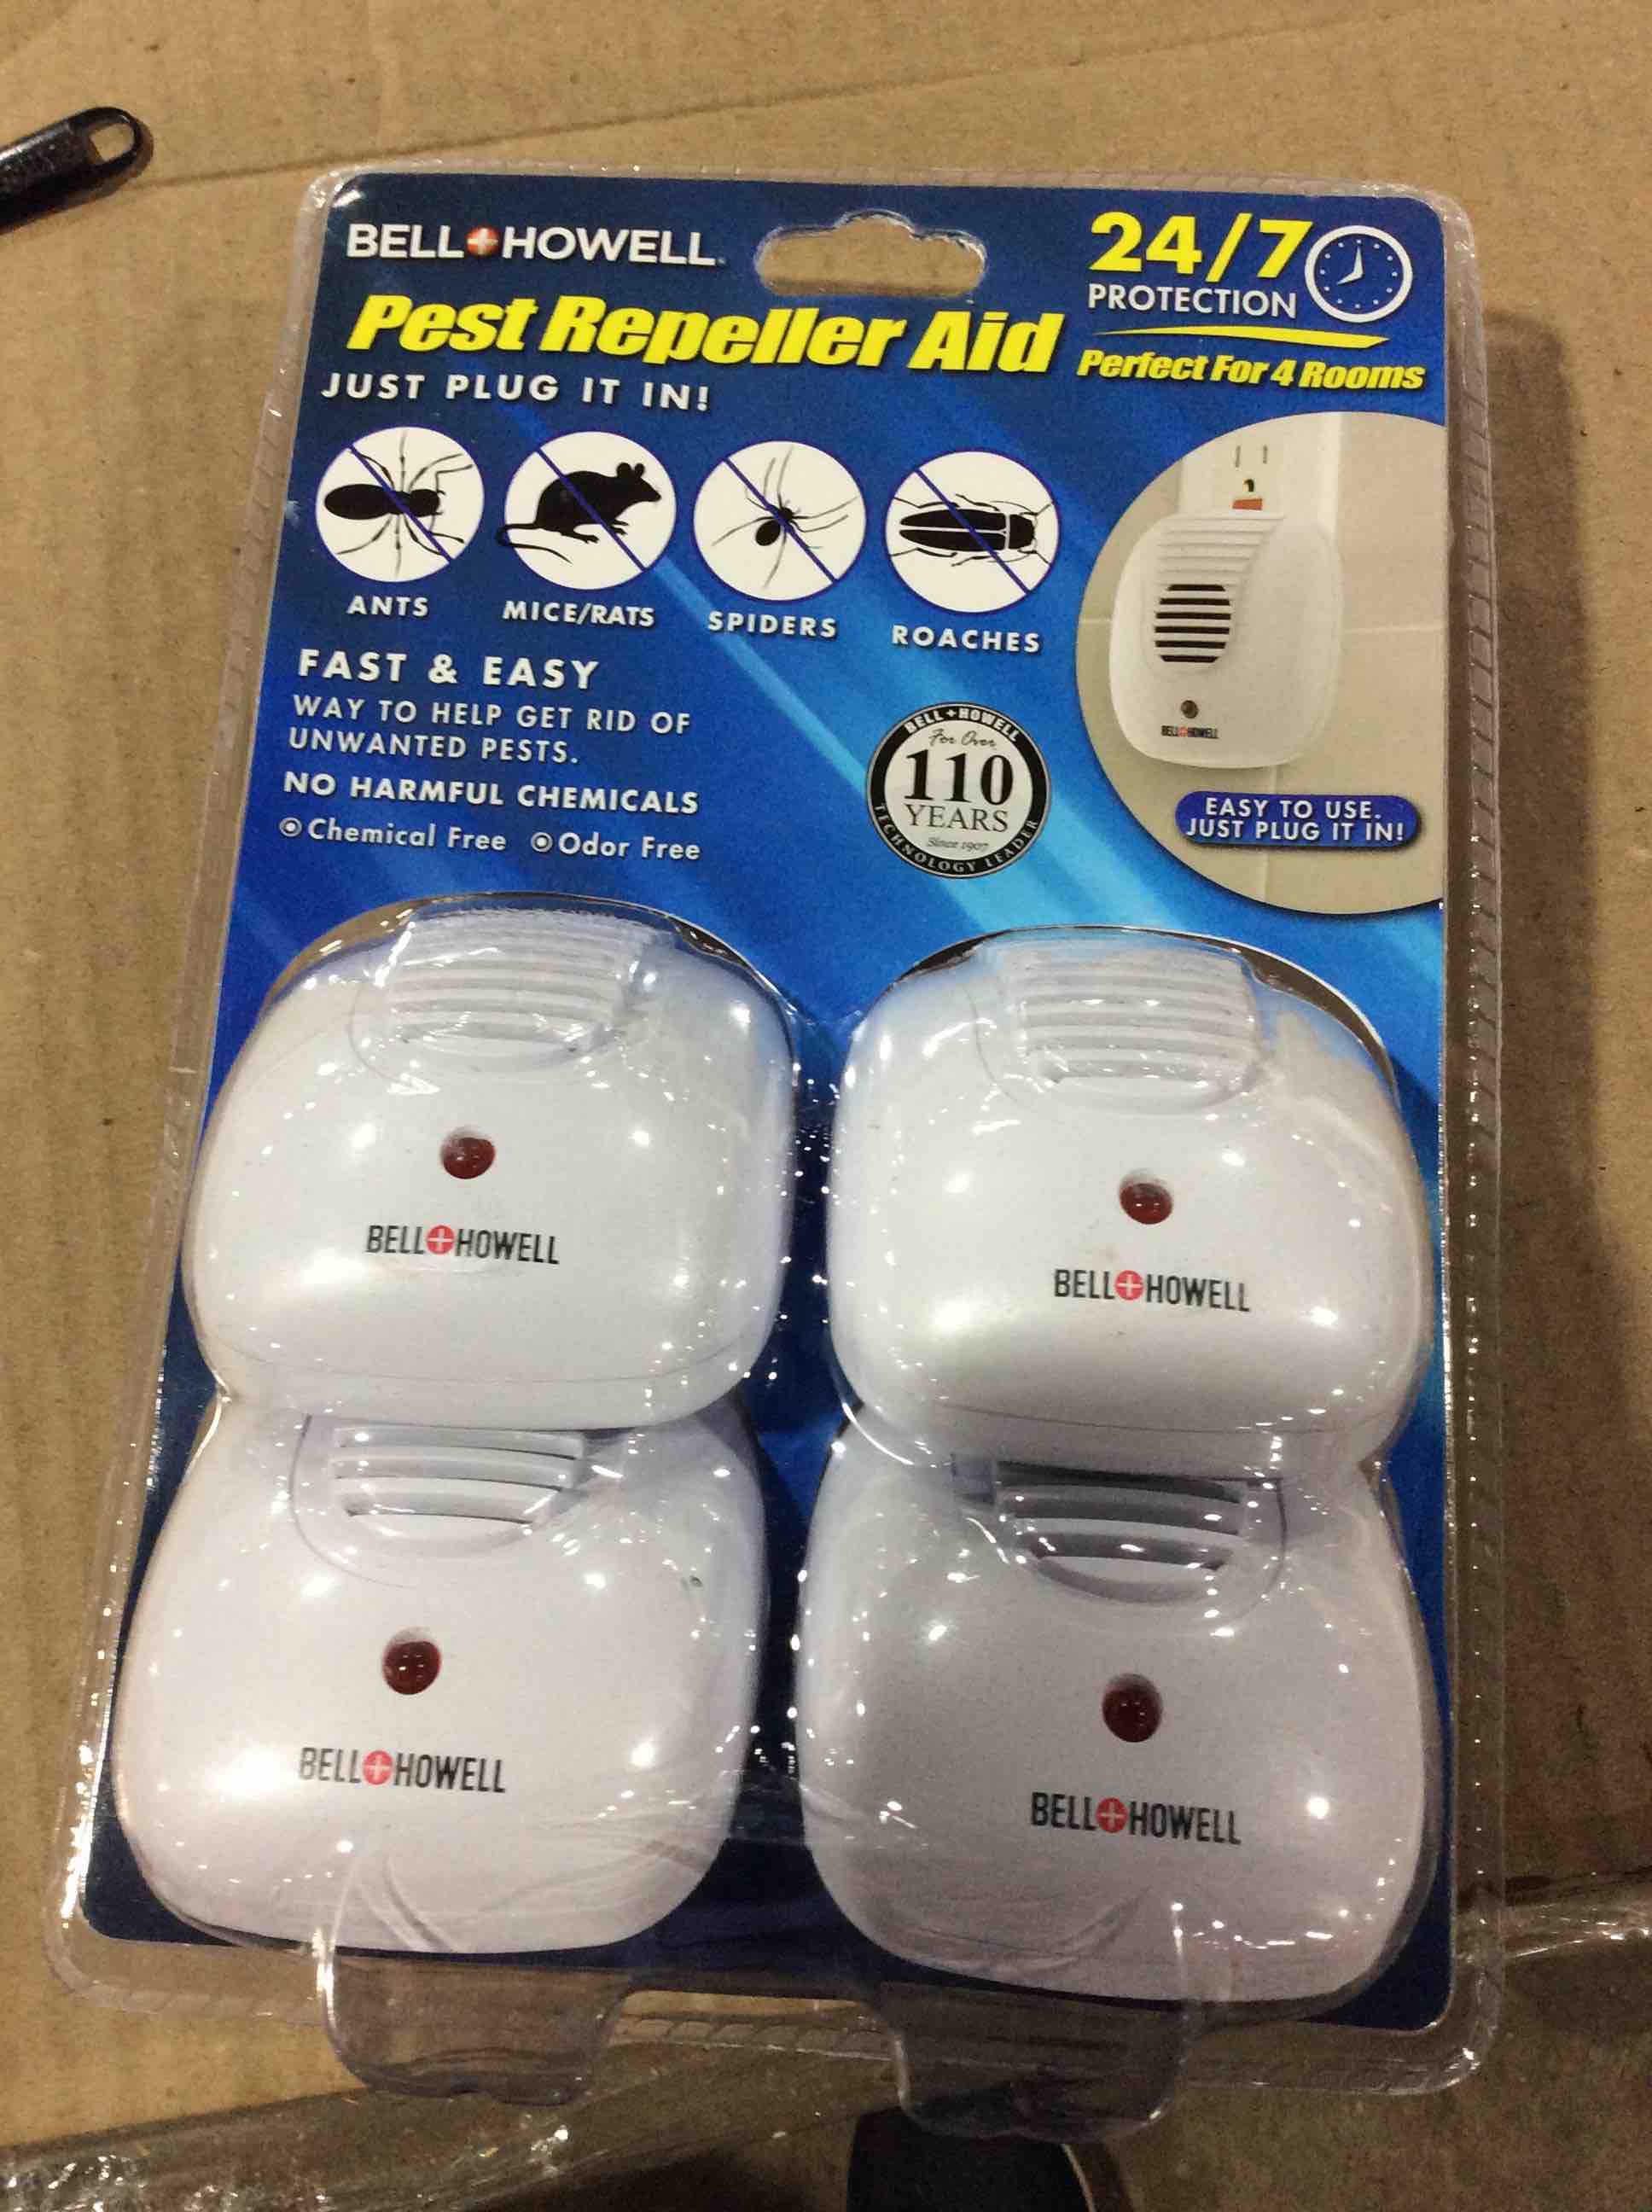 BELL+HOWELL
Pest Repeller Aid
JUST PLUG IT IN!
24/7
PROTECTION
Perfect For 4 Rooms
ANTS
MICE/RATS
SPIDERS
ROACHES
FAST & EASY
WAY TO HELP GET RID OF
UNWANTED PESTS.
NO HARMFUL CHEMICALS
Chemical Free
Odor Free
BELL+HOWELL
For Over
110
YEARS
Since 1907
TECHNOLOGY LEADER
BELL+HOWELL
EASY TO USE.
JUST PLUG IT IN!
BELL+HOWELL
BELL+HOWELL
BELL+HOWELL
BELL+HOWELL